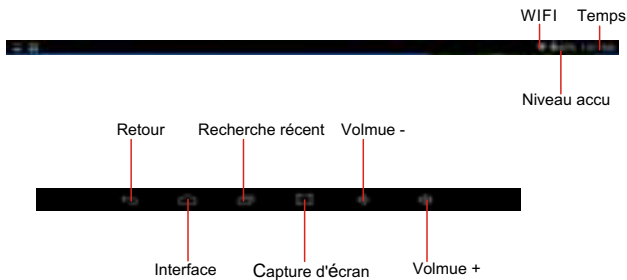 WIFI Temps
Niveau accu
Retour Recherche récent Volmue -
Interface Capture d'écran Volmue +